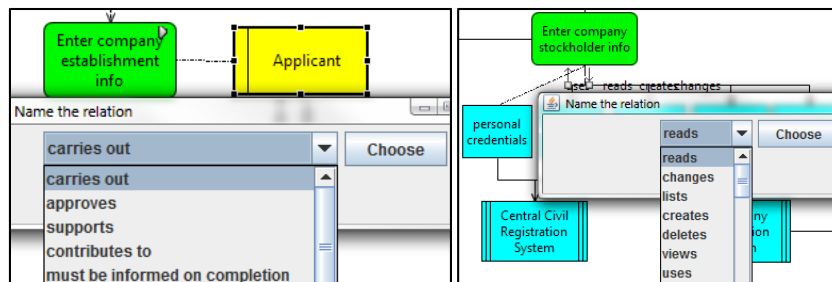 Enter company
establishment
info
Applicant
Name the relation
carries out
Choose
carries out
approves
supports
contributes to
must be informed on completion
Enter company
stockholder info
reads creates changes
Name the relation
personal
credentials
reads
Choose
reads
changes
lists
creates
deletes
views
uses
Central Civil
Registration
System